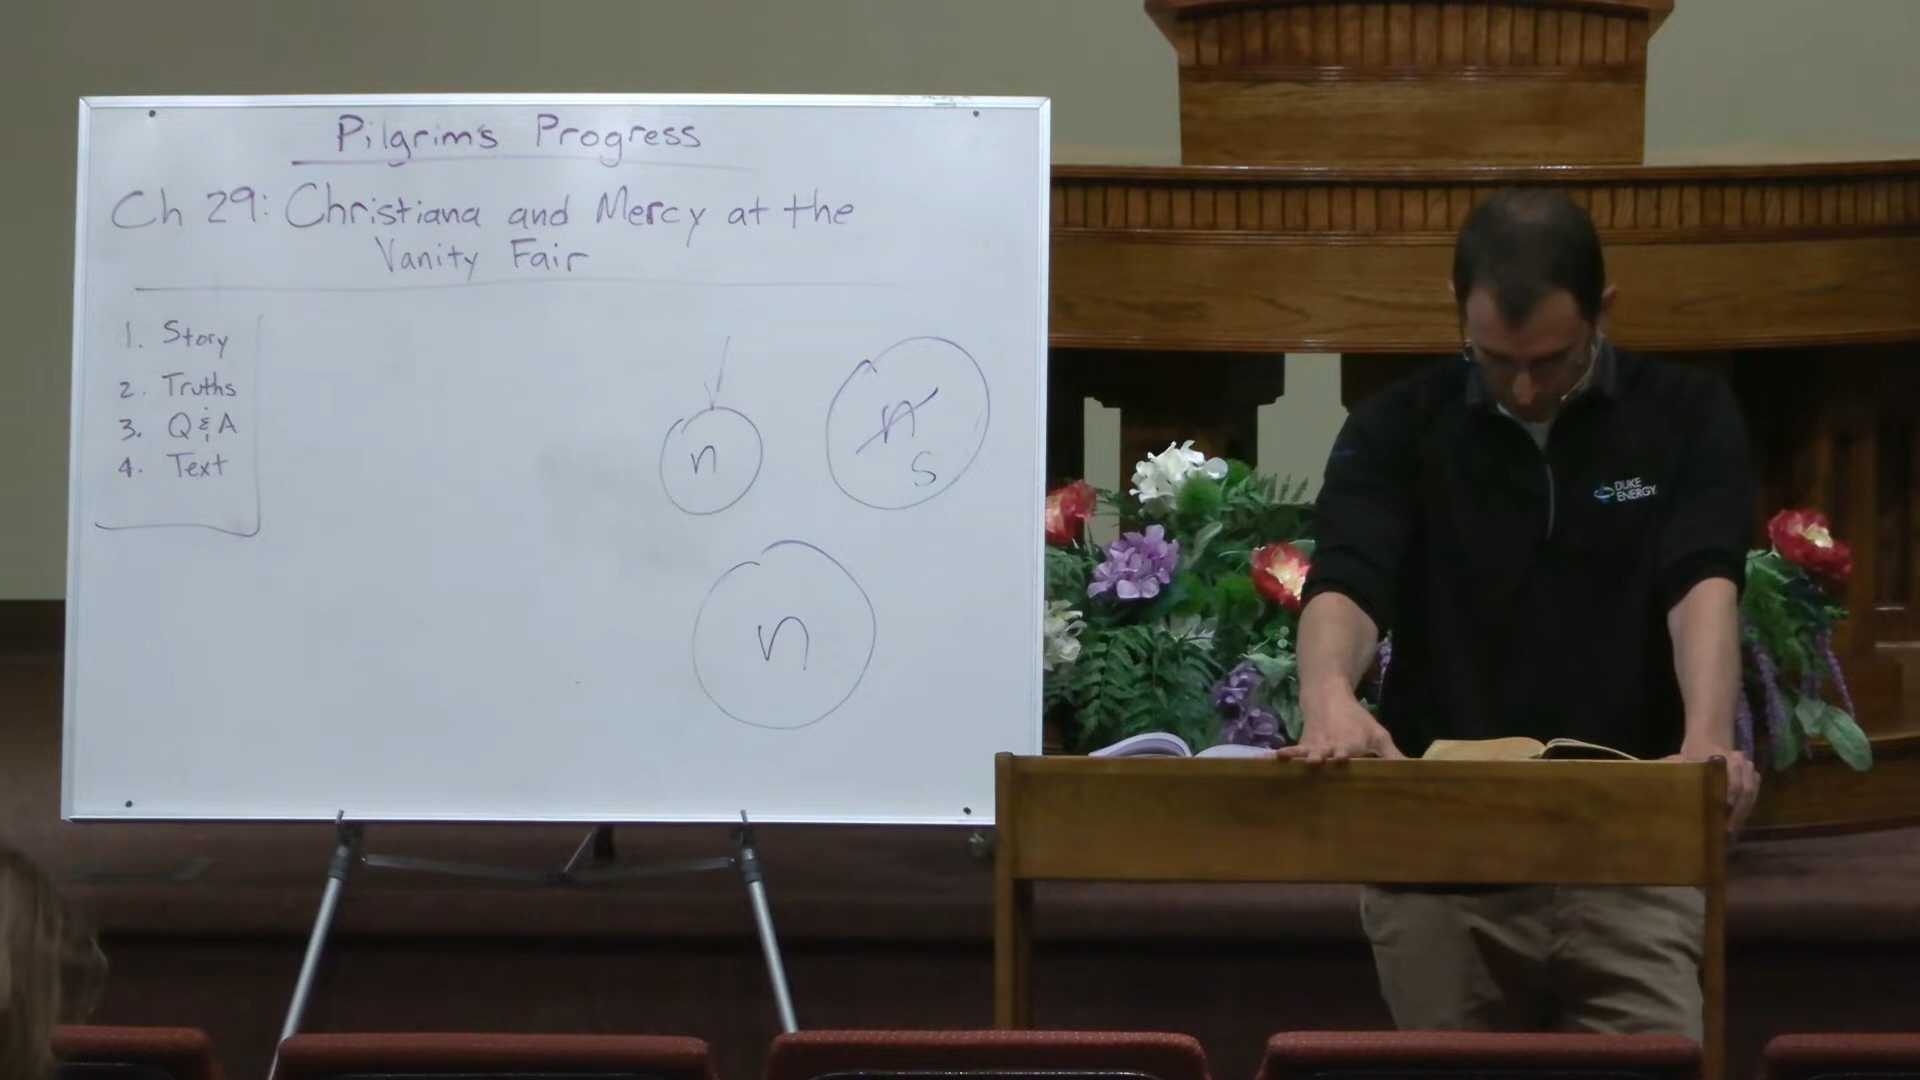 Pilgrim's Progress
Ch 29: Christiana and Mercy at the
Vanity Fair
1. Story
2. Truths
3. Q & A
4. Text
n
n
S
n
DUKE
ENERGY